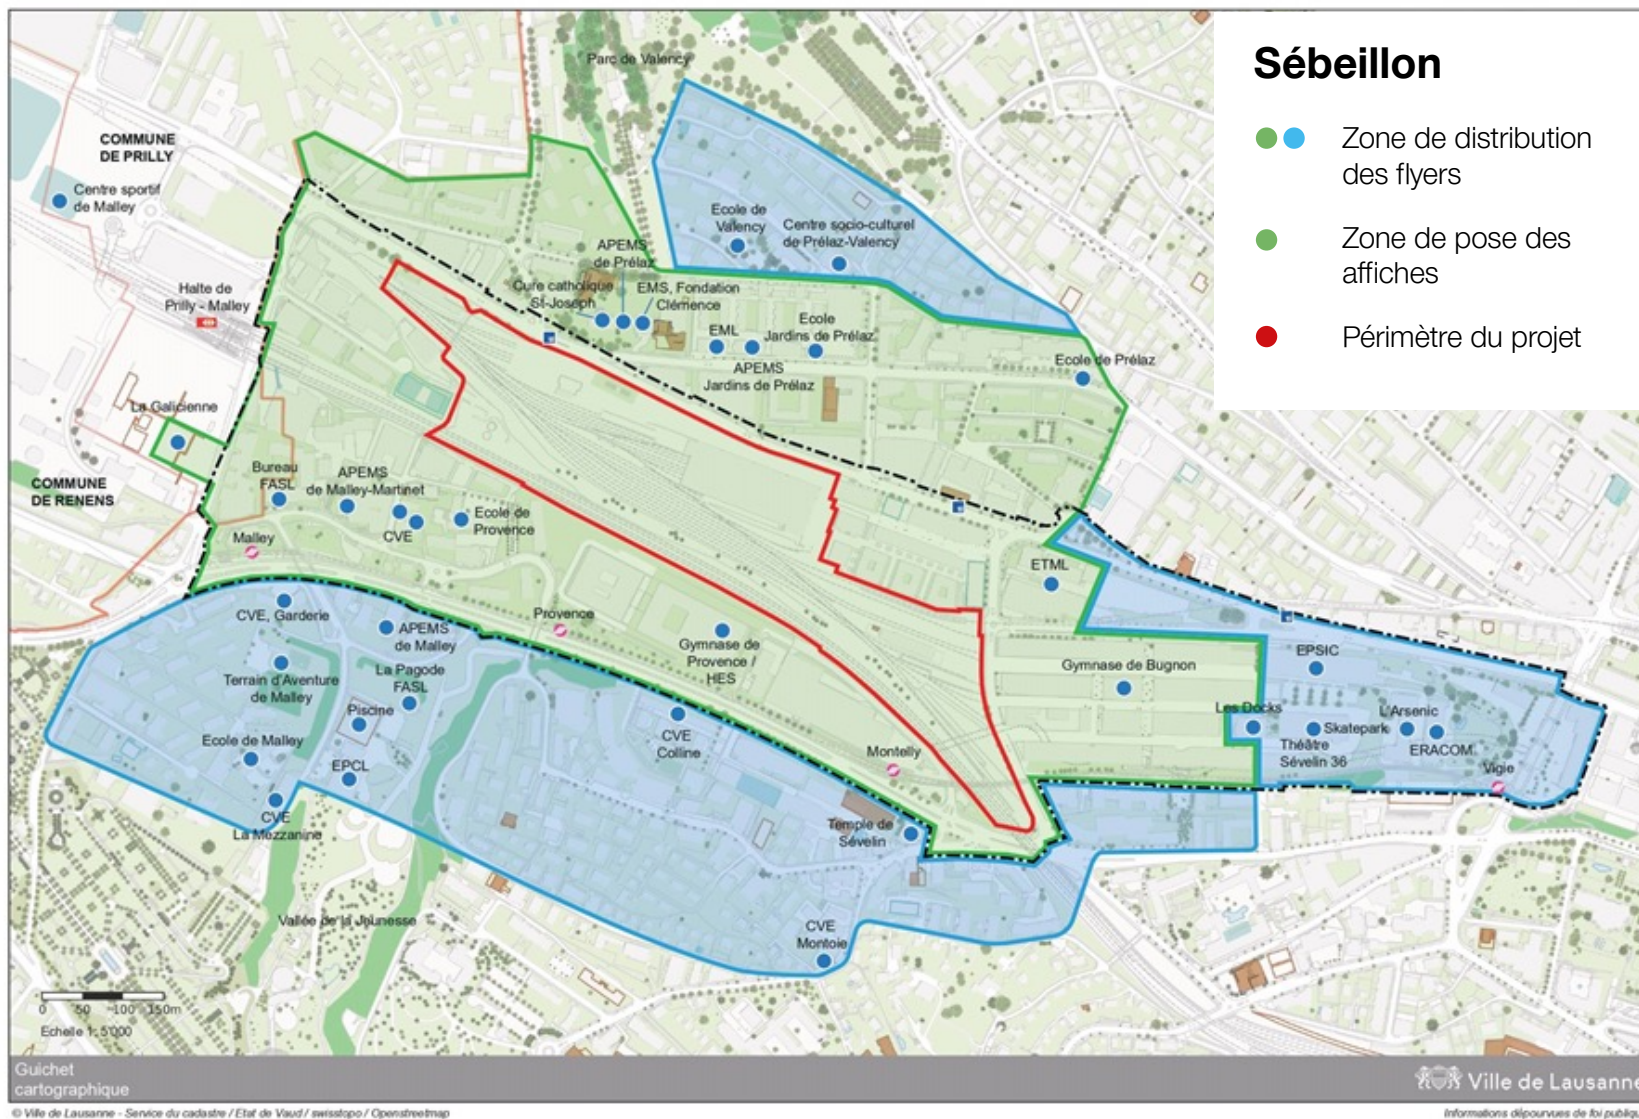 Sébeillon
Zone de distribution
des flyers
Zone de pose des
affiches
Périmètre du projet
Parc de Valency
COMMUNE
DE PRILLY
Centre sportif
de Malley
Ecole de
Valency
Centre socio-culturel
de Prélaz-Valency
APEMS
de Prélaz
Halte de
Prilly - Malley
Cure catholique
St-Joseph
EMS, Fondation
Clémence
EML
Ecole
Jardins de Prélaz
APEMS
Jardins de Prélaz
Ecole de Prélaz
La Galicienne
COMMUNE
DE RENENS
Bureau
FASL
APEMS
de Malley-Martinet
Ecole de
Provence
CVE
Malley
ETML
CVE, Garderie
APEMS
de Malley
Provence
Gymnase de
Provence /
HES
Gymnase de Bugnon
EPSIC
Terrain d'Aventure
de Malley
La Pagode
FASL
Piscine
Ecole de Malley
EPCL
CVE
La Mezzanine
CVE
Colline
Montelly
Les Docks
Skatepark
L'Arsenic
Théâtre
Sévelin 36
ERACOM
Vigie
Temple de
Sévelin
Vallée de la Jeunesse
CVE
Montoie
0 50 100 150m
Echelle 1: 5'000
Guichet
cartographique
Ville de Lausanne
© Ville de Lausanne - Service du cadastre / Etat de Vaud / swisstopo / Openstreetmap
Informations dépourvues de foi publiqu